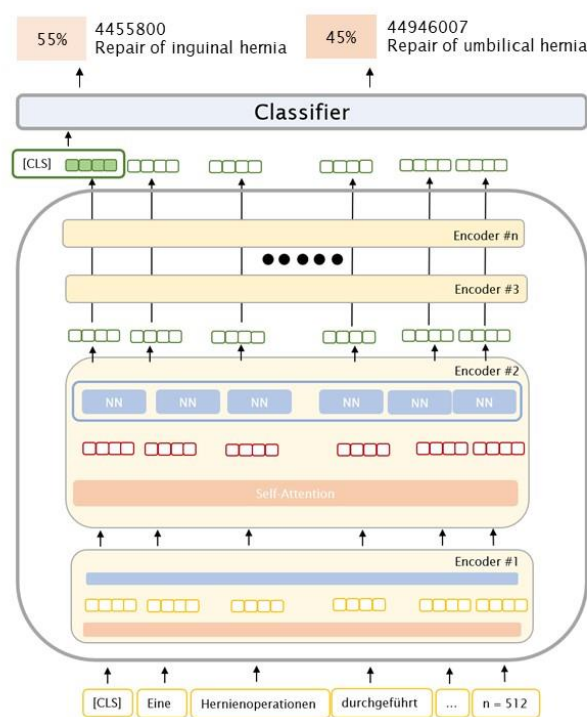 55%
4455800
Repair of inguinal hernia
45%
44946007
Repair of umbilical hernia
Classifier
[CLS]
Encoder #n
Encoder #3
Encoder #2
NN NN NN NN NN NN
Self-Attention
Encoder #1
[CLS] Eine Hernienoperationen durchgeführt ... n = 512